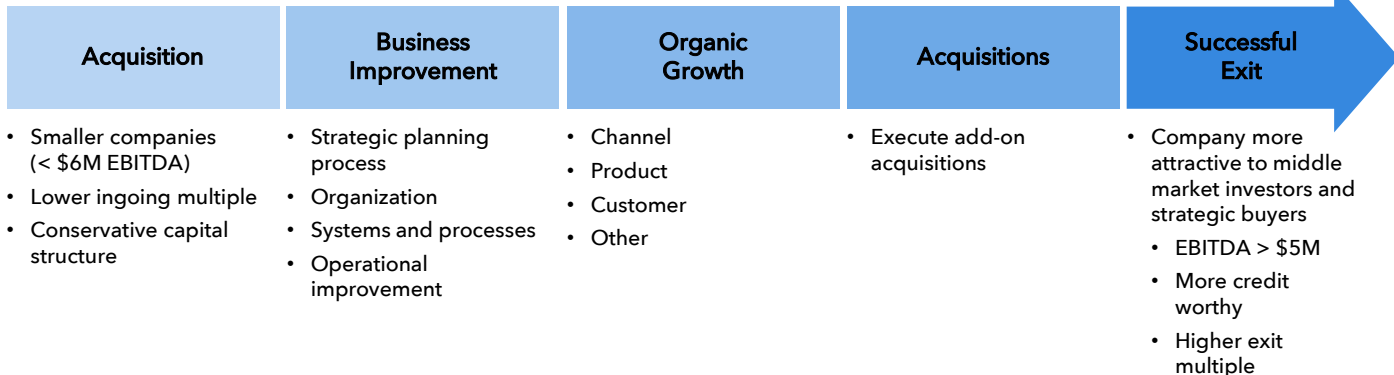 Acquisition
• Smaller companies
(< $6M EBITDA)
• Lower ingoing multiple
• Conservative capital
structure
Business
Improvement
• Strategic planning
process
• Organization
• Systems and processes
• Operational
improvement
Organic
Growth
• Channel
• Product
• Customer
• Other
Acquisitions
• Execute add-on
acquisitions
Successful
Exit
• Company more
attractive to middle
market investors and
strategic buyers
• EBITDA > $5M
• More credit
worthy
• Higher exit
multiple